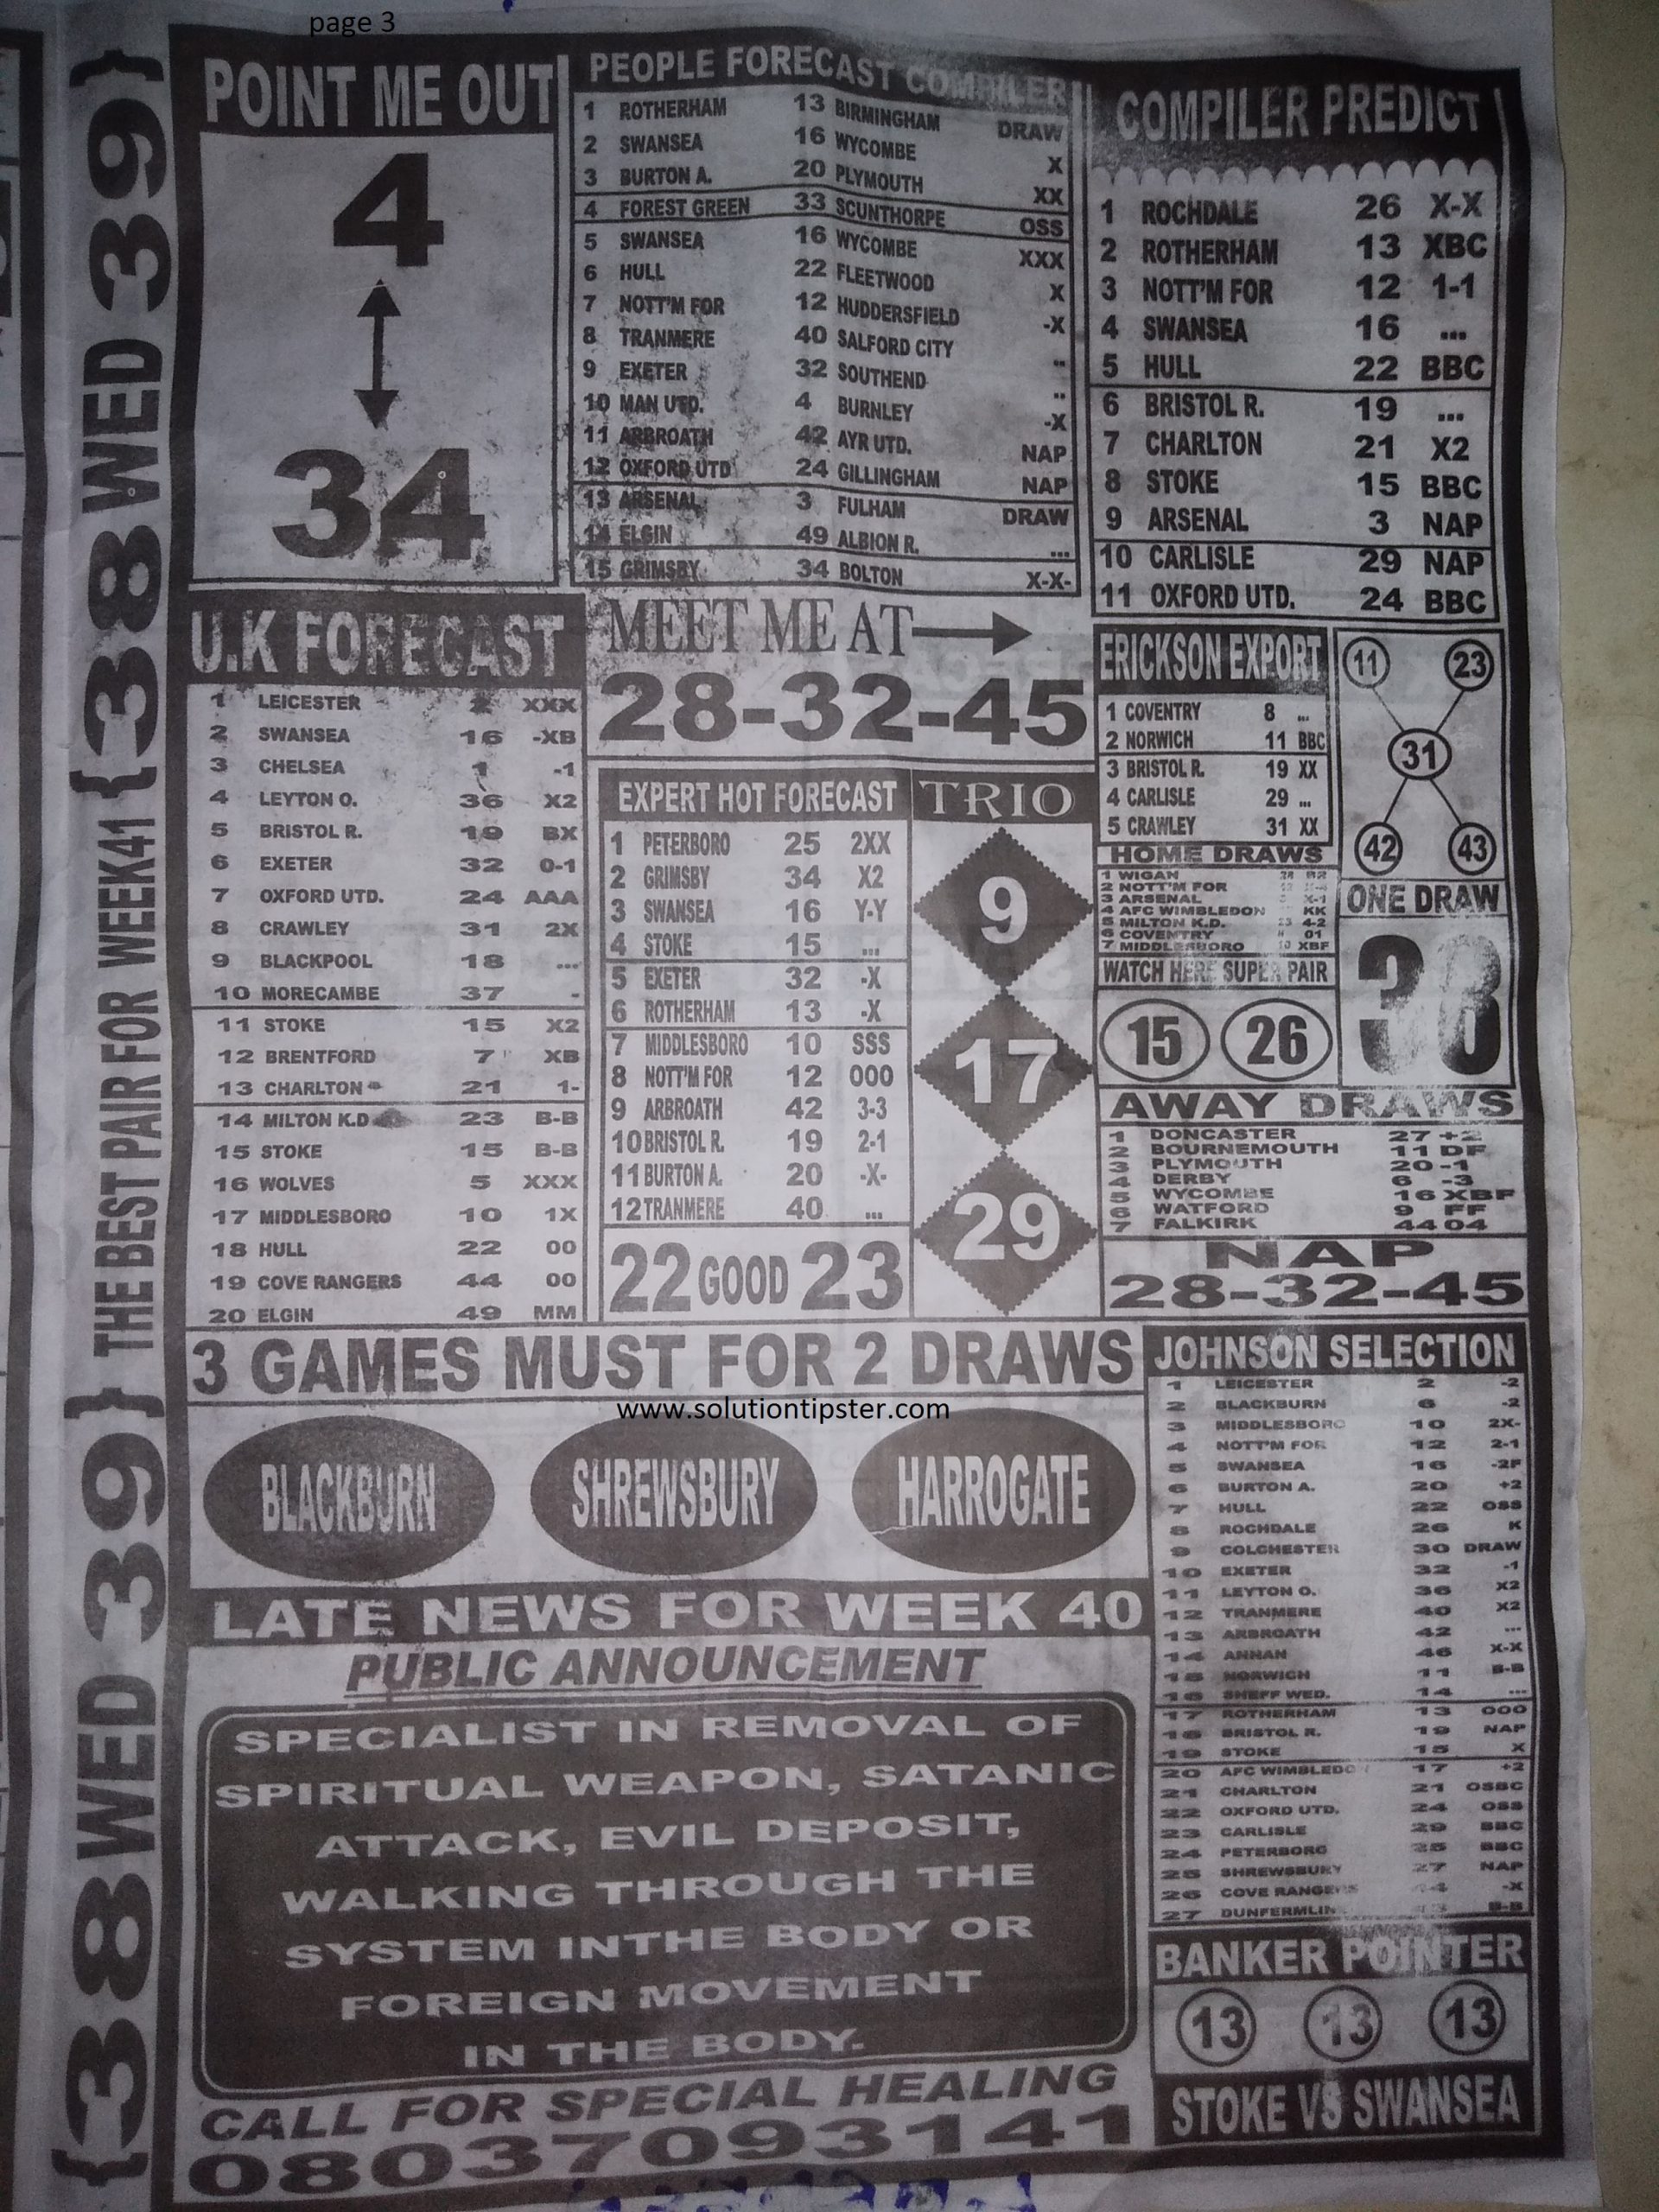 page 3
{38 WED 39} THE BEST PAIR FOR WEEK41 {38 WED 39}
POINT ME OUT
4
34
PEOPLE FORECAST COMPILER
1 ROTHERHAM 13 BIRMINGHAM DRAW
2 SWANSEA 16 WYCOMBE X
3 BURTON A. 20 PLYMOUTH XX
4 FOREST GREEN 33 SCUNTHORPE OSS
5 SWANSEA 16 WYCOMBE XXX
6 HULL 22 FLEETWOOD X
7 NOTT'M FOR 12 HUDDERSFIELD -X
8 TRANMERE 40 SALFORD CITY ..
9 EXETER 32 SOUTHEND ..
10 MAN UTD. 4 BURNLEY -X
11 ARBROATH 42 AYR UTD. NAP
12 OXFORD UTD 24 GILLINGHAM NAP
13 ARSENAL 3 FULHAM DRAW
14 ELGIN 49 ALBION R. ...
15 GRIMSBY 34 BOLTON X-X-
COMPILER PREDICT
1 ROCHDALE 26 X-X
2 ROTHERHAM 13 XBC
3 NOTT'M FOR 12 1-1
4 SWANSEA 16 ...
5 HULL 22 BBC
6 BRISTOL R. 19 ...
7 CHARLTON 21 X2
8 STOKE 15 BBC
9 ARSENAL 3 NAP
10 CARLISLE 29 NAP
11 OXFORD UTD. 24 BBC
U.K FORECAST
1 LEICESTER 2 XXX
2 SWANSEA 16 -XB
3 CHELSEA 1 -1
4 LEYTON O. 36 X2
5 BRISTOL R. 19 BX
6 EXETER 32 0-1
7 OXFORD UTD. 24 AAA
8 CRAWLEY 31 2X
9 BLACKPOOL 18 ...
10 MORECAMBE 37 -
11 STOKE 15 X2
12 BRENTFORD 7 XB
13 CHARLTON 21 1-
14 MILTON K.D 23 B-B
15 STOKE 15 B-B
16 WOLVES 5 XXX
17 MIDDLESBORO 10 1X
18 HULL 22 00
19 COVE RANGERS 44 00
20 ELGIN 49 MM
MEET ME AT
28-32-45
EXPERT HOT FORECAST
1 PETERBORO 25 2XX
2 GRIMSBY 34 X2
3 SWANSEA 16 Y-Y
4 STOKE 15 ...
5 EXETER 32 -X
6 ROTHERHAM 13 -X
7 MIDDLESBORO 10 SSS
8 NOTT'M FOR 12 000
9 ARBROATH 42 3-3
10 BRISTOL R. 19 2-1
11 BURTON A. 20 -X-
12 TRANMERE 40 ...
22 GOOD 23
TRIO
9
17
29
ERICKSON EXPORT
1 COVENTRY 8 ...
2 NORWICH 11 BBC
3 BRISTOL R. 19 XX
4 CARLISLE 29 ...
5 CRAWLEY 31 XX
11 23
31
42 43
HOME DRAWS
1 WIGAN
2 NOTT'M FOR
3 ARSENAL X-1
4 AFC WIMBLEDON KK
5 MILTON K.D. 23 4-2
6 COVENTRY 01
7 MIDDLESBORO 10 XBF
ONE DRAW
38
WATCH HERE SUPER PAIR
15 26
AWAY DRAWS
1 DONCASTER 27 +2
2 BOURNEMOUTH 11 DF
3 PLYMOUTH 20 -1
4 DERBY 6 -3
5 WYCOMBE 16 XBF
6 WATFORD 9 FF
7 FALKIRK 44 04
NAP
28-32-45
3 GAMES MUST FOR 2 DRAWS
www.solutiontipster.com
BLACKBURN SHREWSBURY HARROGATE
JOHNSON SELECTION
1 LEICESTER 2 -2
2 BLACKBURN 6 -2
3 MIDDLESBORO 10 2X-
4 NOTT'M FOR 12 2-1
5 SWANSEA 16 -2F
6 BURTON A. 20 +2
7 HULL 22 OSS
8 ROCHDALE 26 K
9 COLCHESTER 30 DRAW
10 EXETER 32 -1
11 LEYTON O. 36 X2
12 TRANMERE 40 X2
13 ARBROATH 42 ...
14 ANNAN 46 X-X
15 NORWICH 11 B-B
16 SHEFF WED. 14 ...
17 ROTHERHAM 13 000
18 BRISTOL R. 19 NAP
19 STOKE 15 X
20 AFC WIMBLEDO 17 +2
21 CHARLTON 21 OSBC
22 OXFORD UTD. 24 OSS
23 CARLISLE 29 BBC
24 PETERBORO 25 BBC
25 SHREWSBURY 27 NAP
26 COVE RANGERS 44 -X
27 DUNFERMLIN 43 B-B
LATE NEWS FOR WEEK 40
PUBLIC ANNOUNCEMENT
SPECIALIST IN REMOVAL OF
SPIRITUAL WEAPON, SATANIC
ATTACK, EVIL DEPOSIT,
WALKING THROUGH THE
SYSTEM INTHE BODY OR
FOREIGN MOVEMENT
IN THE BODY.
CALL FOR SPECIAL HEALING
08037093141
BANKER POINTER
13 13 13
STOKE VS SWANSEA